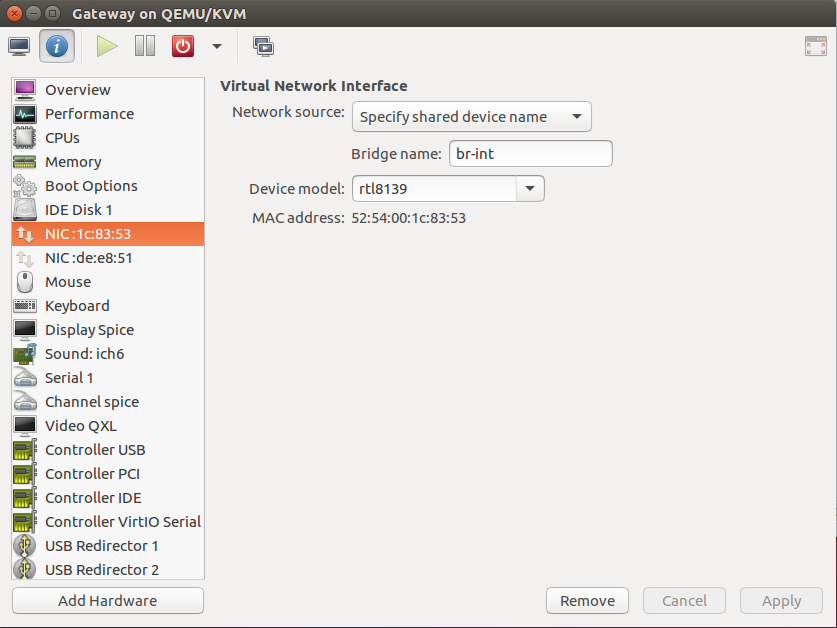 Gateway on QEMU/KVM
Overview
Performance
CPUs
Memory
Boot Options
IDE Disk 1
NIC :1c:83:53
NIC :de:e8:51
Mouse
Keyboard
Display Spice
Sound: ich6
Serial 1
Channel spice
Video QXL
Controller USB
Controller PCI
Controller IDE
Controller VirtIO Serial
USB Redirector 1
USB Redirector 2
Add Hardware
Virtual Network Interface
Network source: Specify shared device name
Bridge name: br-int
Device model: rtl8139
MAC address: 52:54:00:1c:83:53
Remove Cancel Apply